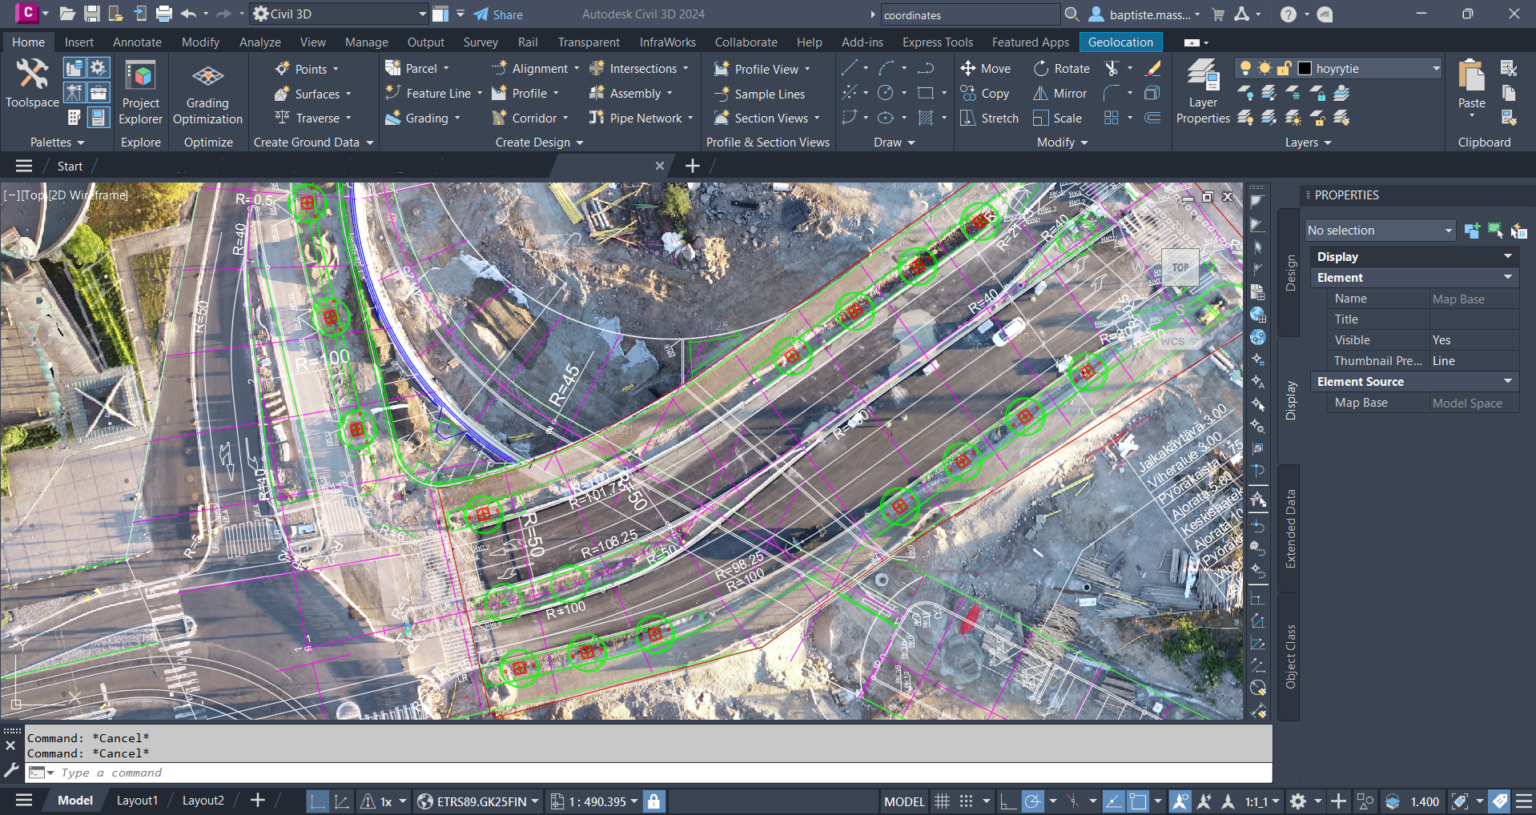 C Civil 3D Share Autodesk Civil 3D 2024 coordinates baptiste.mass...
Home Insert Annotate Modify Analyze View Manage Output Survey Rail Transparent InfraWorks Collaborate Help Add-ins Express Tools Featured Apps Geolocation
Toolspace
Palettes
Project Explorer
Explore
Grading Optimization
Optimize
Points
Surfaces
Traverse
Create Ground Data
Parcel Alignment Intersections
Feature Line Profile Assembly
Grading Corridor Pipe Network
Create Design
Profile View
Sample Lines
Section Views
Profile & Section Views
Draw
Move Rotate
Copy Mirror
Stretch Scale
Modify
Layer Properties
hoyrytie
Layers
Paste
Clipboard
Start
[−][Top][2D Wireframe]
R=0.5
R=40
R=50
R=100
R=40
R=45
R=100
R=101.75
R=50
R=50
R=108.25
R=50
R=98.25
R=100
R=100
R=40
R=40
TOP
W
S
WCS
Jalkakäytävä 3.00
Viheralue 3.00
Ajorata 5.80
PROPERTIES
No selection
Display
Element
Name Map Base
Title
Visible Yes
Thumbnail Pre... Line
Element Source
Map Base Model Space
Design
Display
Extended Data
Object Class
Command: *Cancel*
Command: *Cancel*
Type a command
Model Layout1 Layout2
1x ETRS89.GK25FIN 1 : 490.395 MODEL 1:1_1 1.400